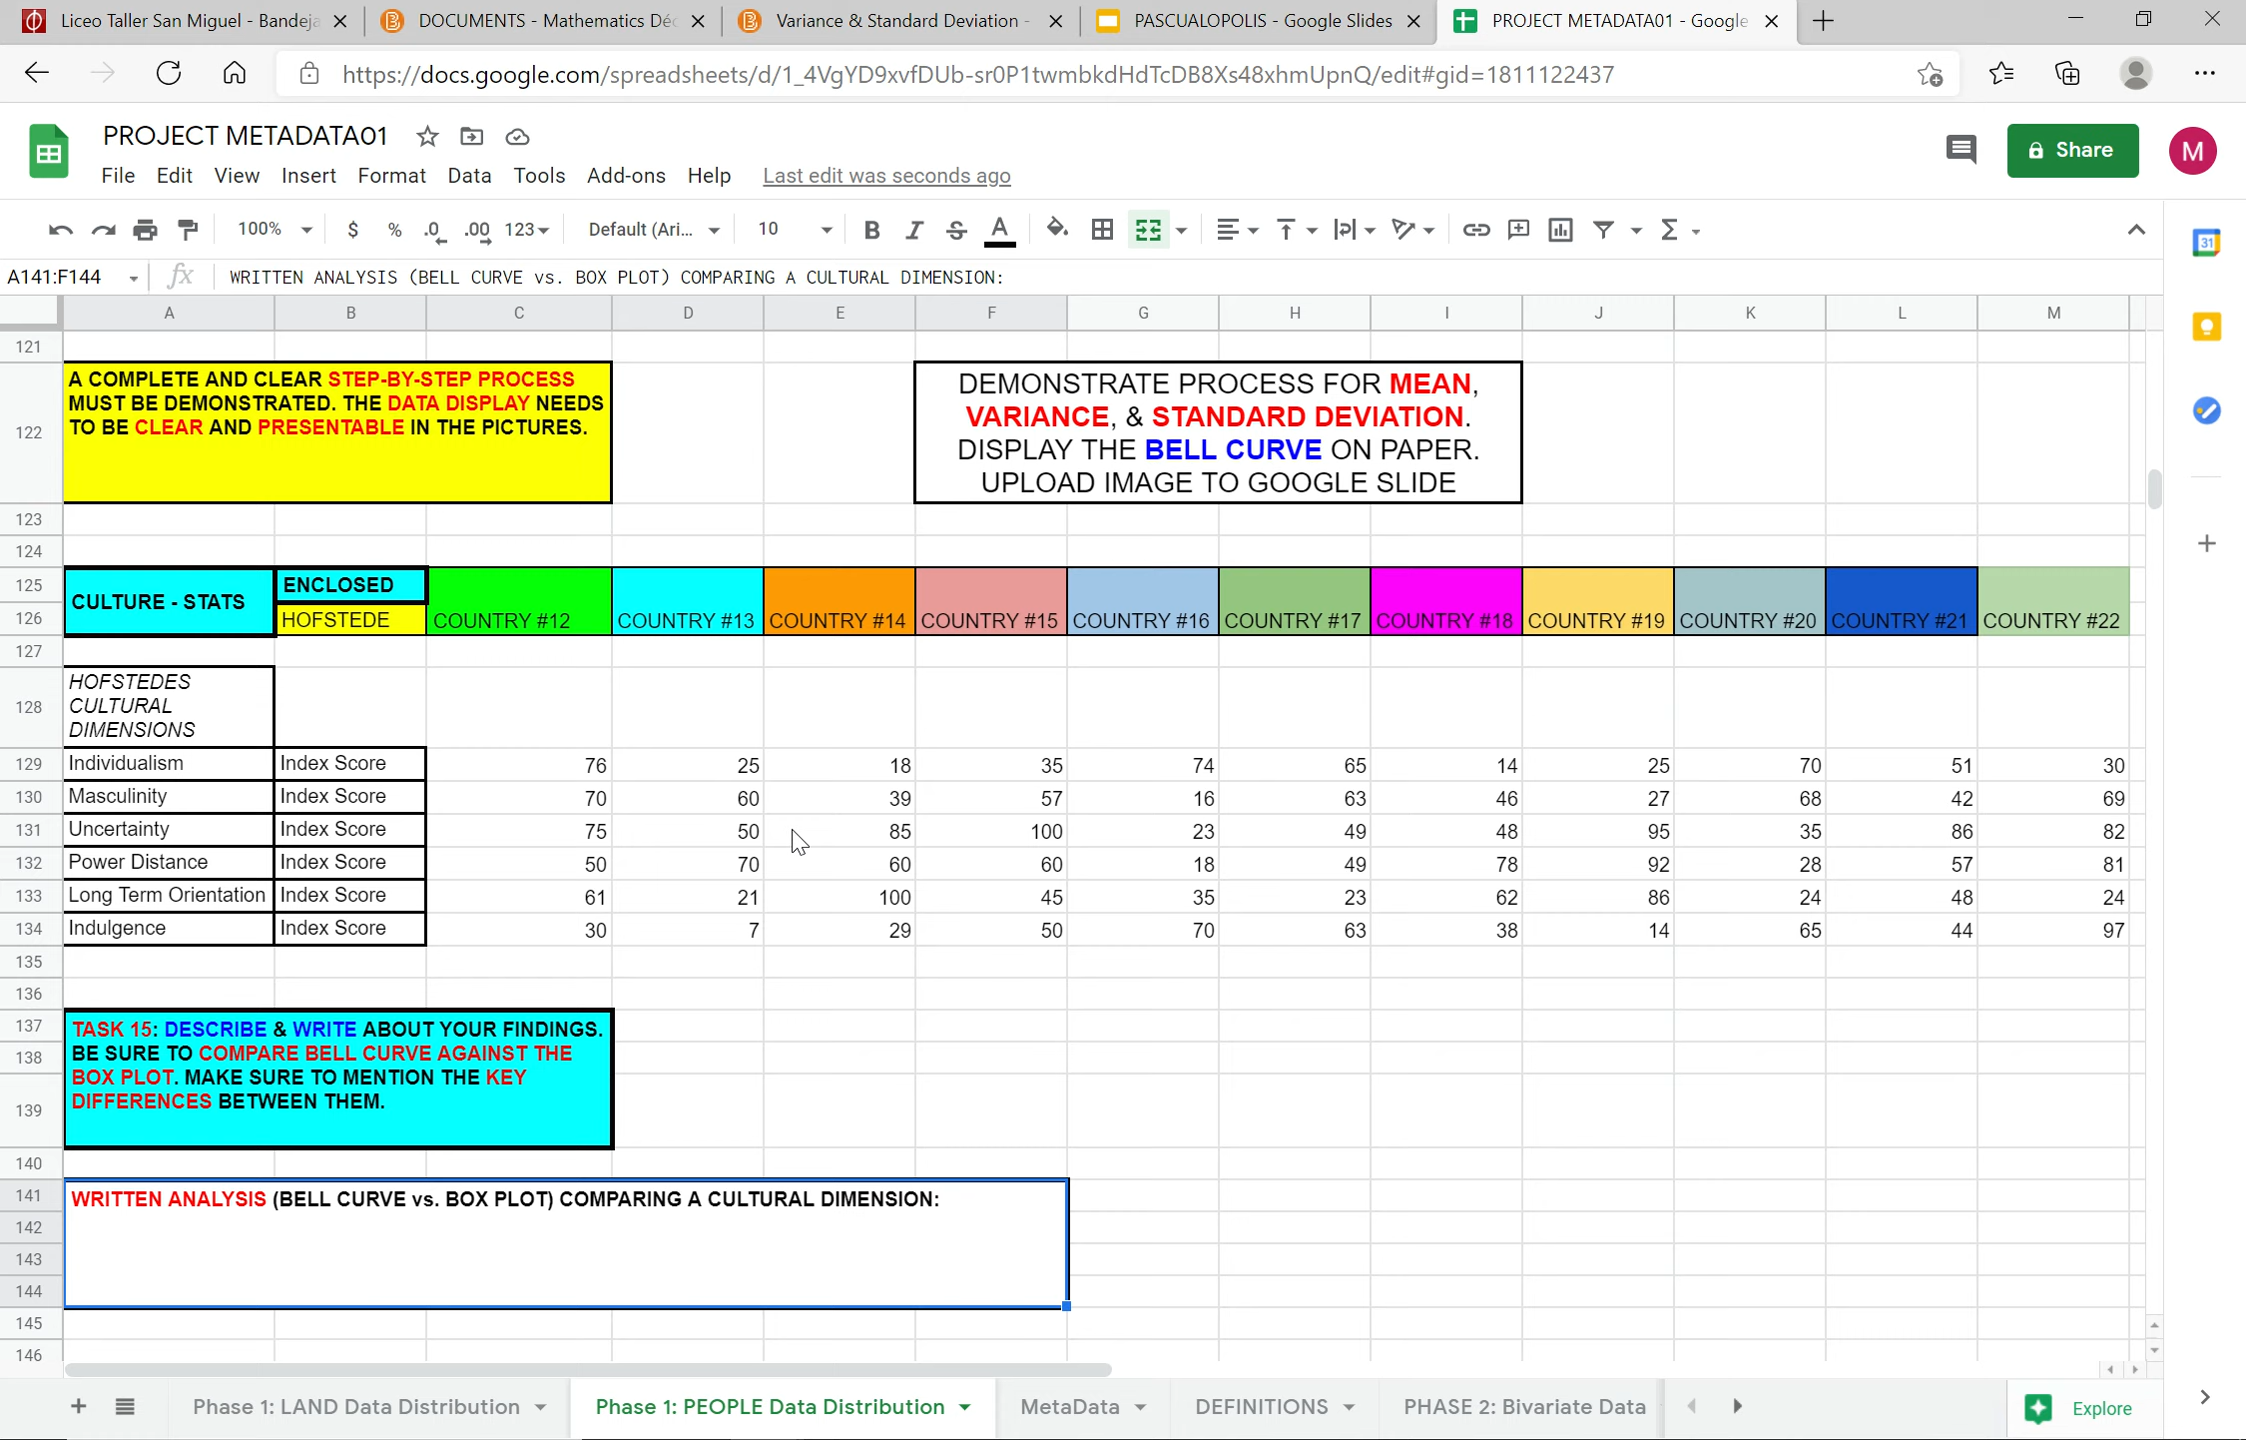 Liceo Taller San Miguel - Bandeja
DOCUMENTS - Mathematics Déc
Variance & Standard Deviation -
PASCUALOPOLIS - Google Slides
PROJECT METADATA01 - Google
https://docs.google.com/spreadsheets/d/1_4VgYD9xvfDUb-sr0P1twmbkdHdTcDB8Xs48xhmUpnQ/edit#gid=1811122437
PROJECT METADATA01
Share
M
File Edit View Insert Format Data Tools Add-ons Help Last edit was seconds ago
100% $ % .0 .00 123 Default (Ari... 10 B I S A
31
A141:F144 fx WRITTEN ANALYSIS (BELL CURVE vs. BOX PLOT) COMPARING A CULTURAL DIMENSION:
A B C D E F G H I J K L M
121
122
A COMPLETE AND CLEAR STEP-BY-STEP PROCESS
MUST BE DEMONSTRATED. THE DATA DISPLAY NEEDS
TO BE CLEAR AND PRESENTABLE IN THE PICTURES.
DEMONSTRATE PROCESS FOR MEAN,
VARIANCE, & STANDARD DEVIATION.
DISPLAY THE BELL CURVE ON PAPER.
UPLOAD IMAGE TO GOOGLE SLIDE
123
124
125 CULTURE - STATS ENCLOSED
126 HOFSTEDE COUNTRY #12 COUNTRY #13 COUNTRY #14 COUNTRY #15 COUNTRY #16 COUNTRY #17 COUNTRY #18 COUNTRY #19 COUNTRY #20 COUNTRY #21 COUNTRY #22
127
128
HOFSTEDES
CULTURAL
DIMENSIONS
129 Individualism Index Score 76 25 18 35 74 65 14 25 70 51 30
130 Masculinity Index Score 70 60 39 57 16 63 46 27 68 42 69
131 Uncertainty Index Score 75 50 85 100 23 49 48 95 35 86 82
132 Power Distance Index Score 50 70 60 60 18 49 78 92 28 57 81
133 Long Term Orientation Index Score 61 21 100 45 35 23 62 86 24 48 24
134 Indulgence Index Score 30 7 29 50 70 63 38 14 65 44 97
135
136
137 TASK 15: DESCRIBE & WRITE ABOUT YOUR FINDINGS.
138 BE SURE TO COMPARE BELL CURVE AGAINST THE
BOX PLOT. MAKE SURE TO MENTION THE KEY
139 DIFFERENCES BETWEEN THEM.
140
141 WRITTEN ANALYSIS (BELL CURVE vs. BOX PLOT) COMPARING A CULTURAL DIMENSION:
142
143
144
145
146
Phase 1: LAND Data Distribution
Phase 1: PEOPLE Data Distribution
MetaData
DEFINITIONS
PHASE 2: Bivariate Data
Explore